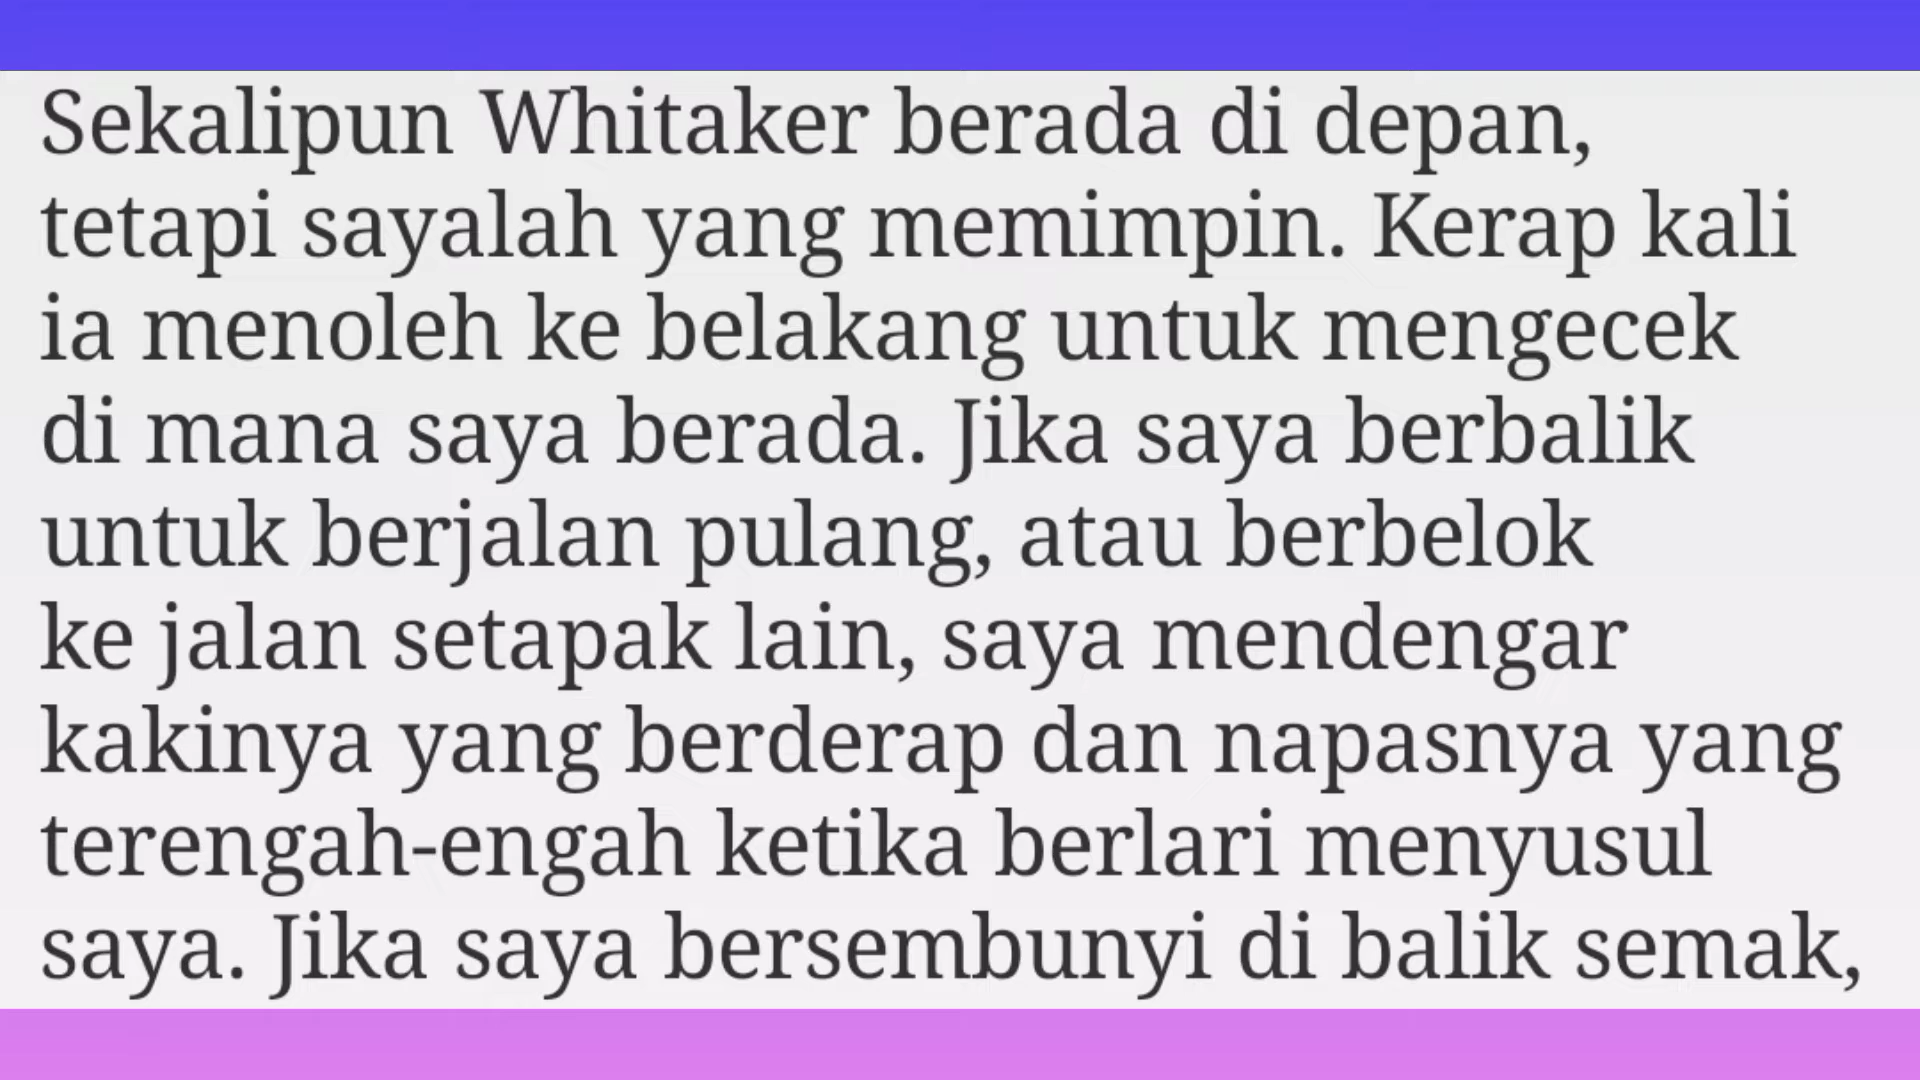 Sekalipun Whitaker berada di depan,
tetapi sayalah yang memimpin. Kerap kali
ia menoleh ke belakang untuk mengecek
di mana saya berada. Jika saya berbalik
untuk berjalan pulang, atau berbelok
ke jalan setapak lain, saya mendengar
kakinya yang berderap dan napasnya yang
terengah-engah ketika berlari menyusul
saya. Jika saya bersembunyi di balik semak,